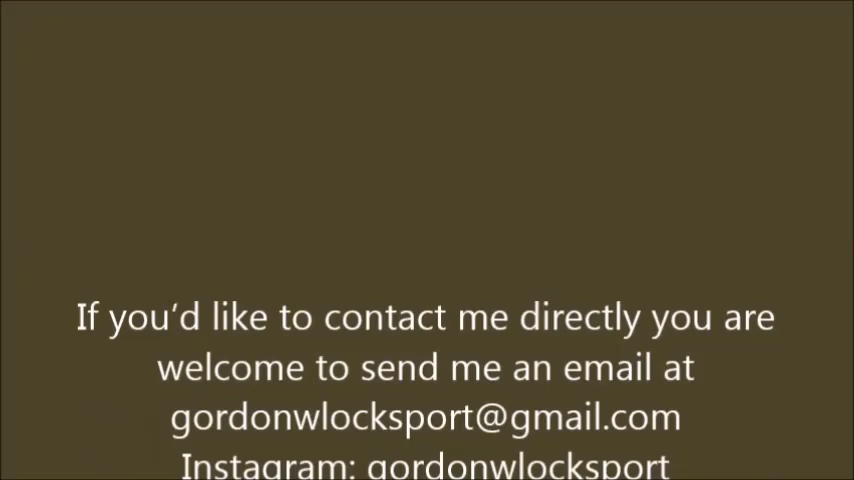 If you’d like to contact me directly you are
welcome to send me an email at
gordonwlocksport@gmail.com
Instagram: gordonwlocksport